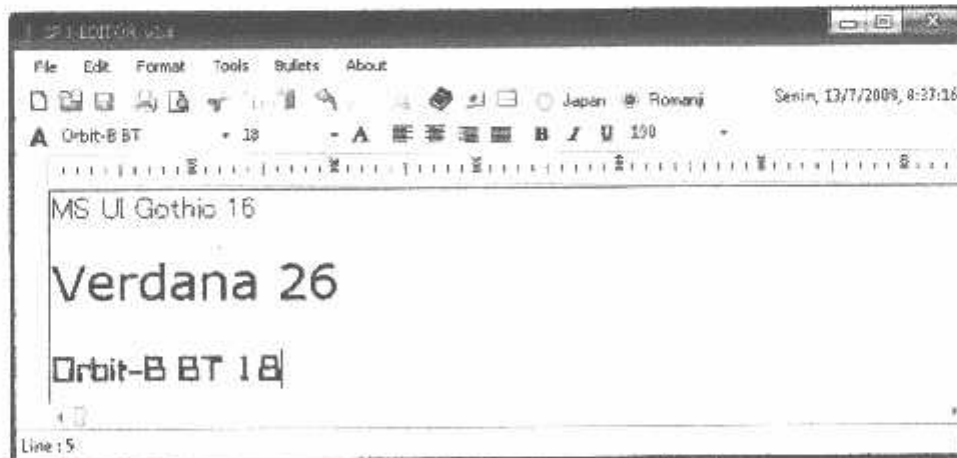 File Edit Format Tools Bullets About
Japan Romanji Senin, 13/7/2009, 8:37:16
A Orbit-B BT 18 A B I U 100
MS UI Gothic 16
Verdana 26
Orbit-B BT 18
Line : 5